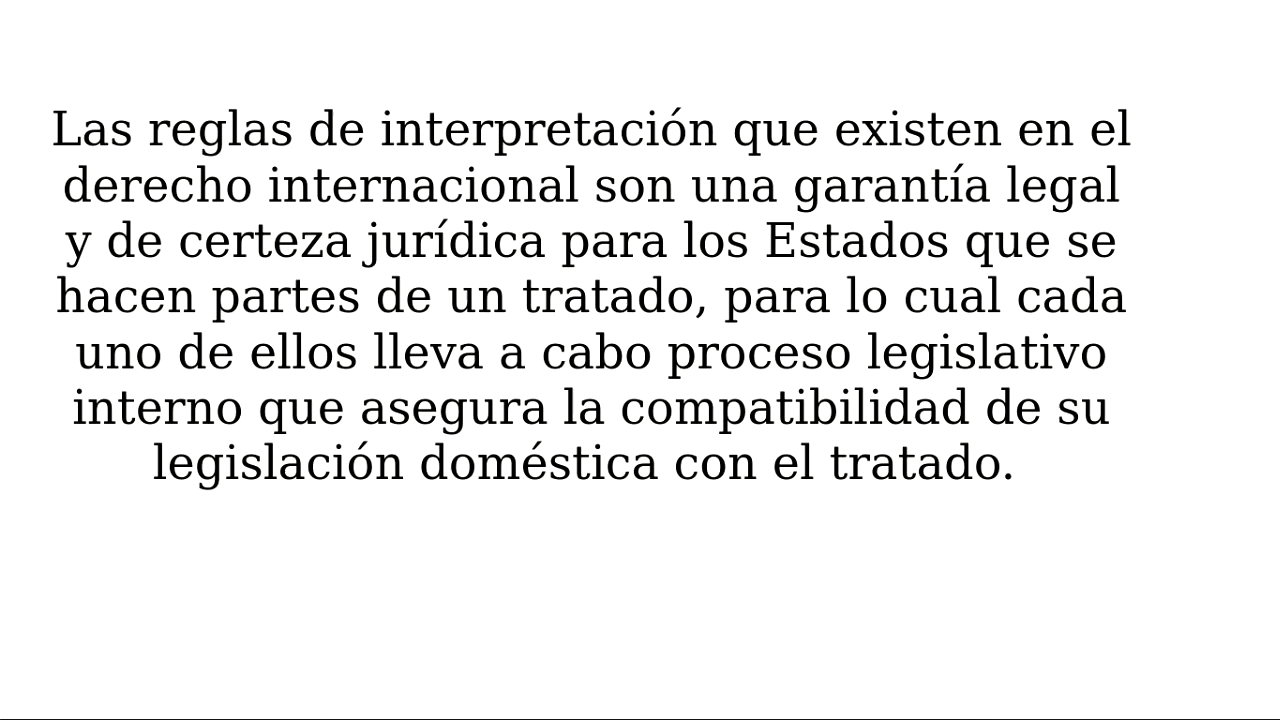 Las reglas de interpretación que existen en el
derecho internacional son una garantía legal
y de certeza jurídica para los Estados que se
hacen partes de un tratado, para lo cual cada
uno de ellos lleva a cabo proceso legislativo
interno que asegura la compatibilidad de su
legislación doméstica con el tratado.